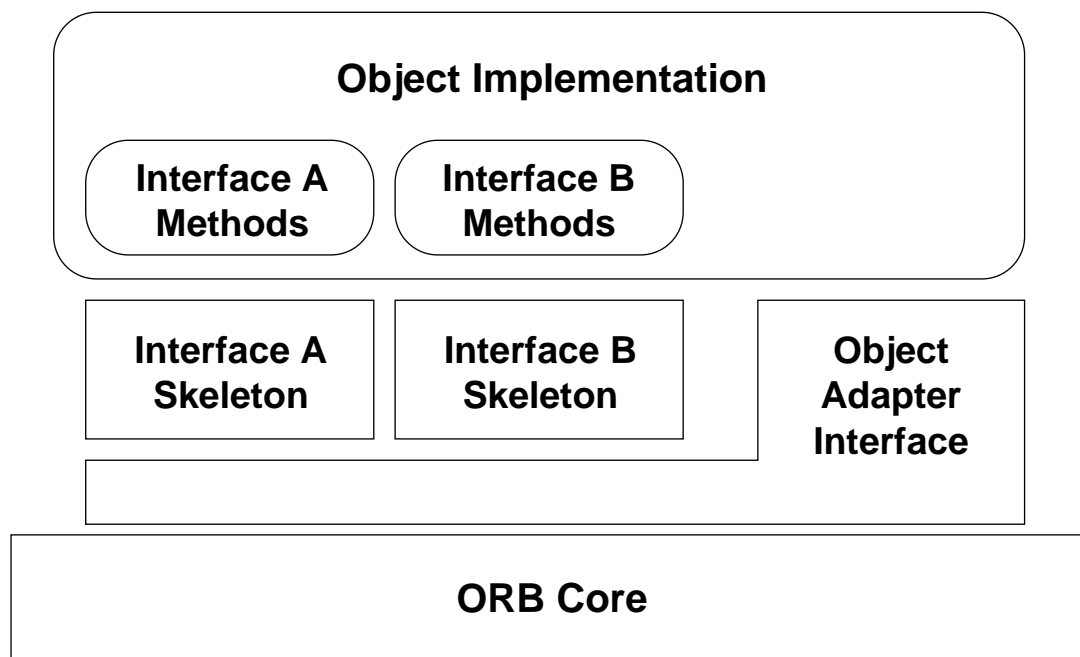 Object Implementation
Interface A
Methods
Interface B
Methods
Interface A
Skeleton
Interface B
Skeleton
Object
Adapter
Interface
ORB Core